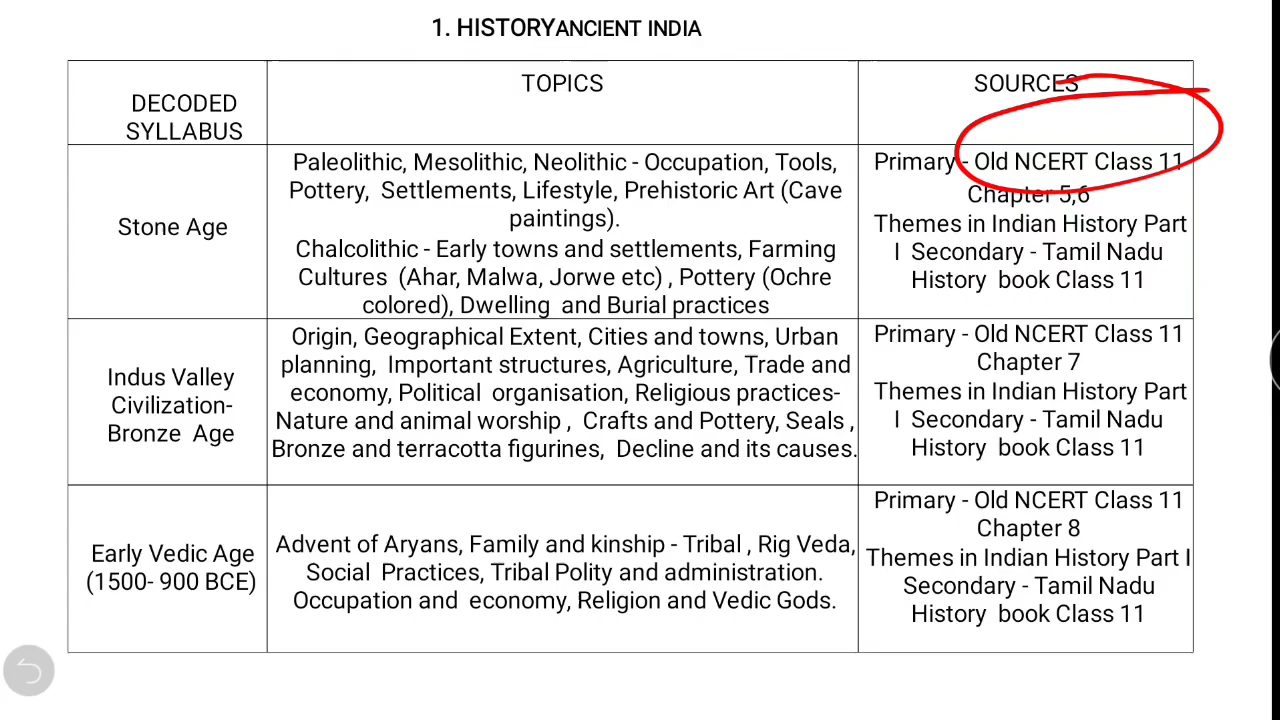 1. HISTORYANCIENT INDIA
DECODED
SYLLABUS
TOPICS
SOURCES
Stone Age
Paleolithic, Mesolithic, Neolithic - Occupation, Tools,
Pottery, Settlements, Lifestyle, Prehistoric Art (Cave
paintings).
Chalcolithic - Early towns and settlements, Farming
Cultures (Ahar, Malwa, Jorwe etc) , Pottery (Ochre
colored), Dwelling and Burial practices
Primary - Old NCERT Class 11
Chapter 5,6
Themes in Indian History Part
I Secondary - Tamil Nadu
History book Class 11
Indus Valley
Civilization-
Bronze Age
Origin, Geographical Extent, Cities and towns, Urban
planning, Important structures, Agriculture, Trade and
economy, Political organisation, Religious practices-
Nature and animal worship , Crafts and Pottery, Seals ,
Bronze and terracotta figurines, Decline and its causes.
Primary - Old NCERT Class 11
Chapter 7
Themes in Indian History Part
I Secondary - Tamil Nadu
History book Class 11
Early Vedic Age
(1500- 900 BCE)
Advent of Aryans, Family and kinship - Tribal , Rig Veda,
Social Practices, Tribal Polity and administration.
Occupation and economy, Religion and Vedic Gods.
Primary - Old NCERT Class 11
Chapter 8
Themes in Indian History Part I
Secondary - Tamil Nadu
History book Class 11